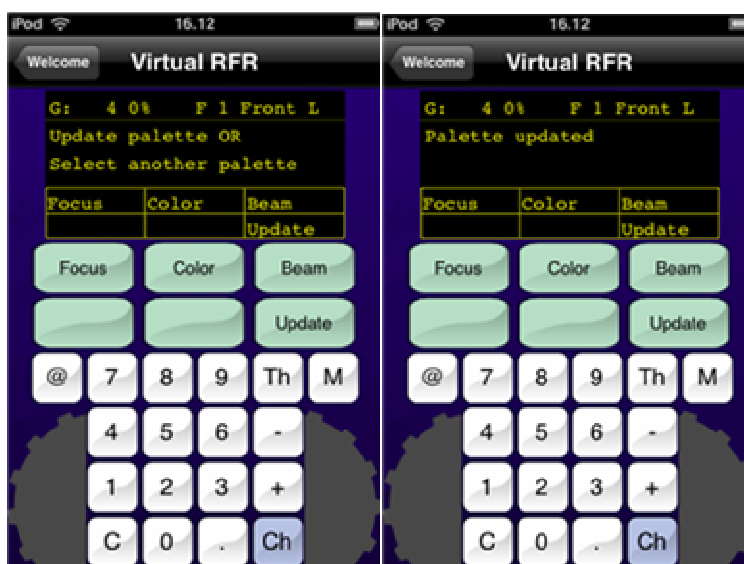 iPod 16.12
Welcome Virtual RFR
G: 4 0% F 1 Front L
Update palette OR
Select another palette
Focus Color Beam
Update
Focus Color Beam
Update
@ 7 8 9 Th M
4 5 6 -
1 2 3 +
C 0 . Ch
iPod 16.12
Welcome Virtual RFR
G: 4 0% F 1 Front L
Palette updated
Focus Color Beam
Update
Focus Color Beam
Update
@ 7 8 9 Th M
4 5 6 -
1 2 3 +
C 0 . Ch